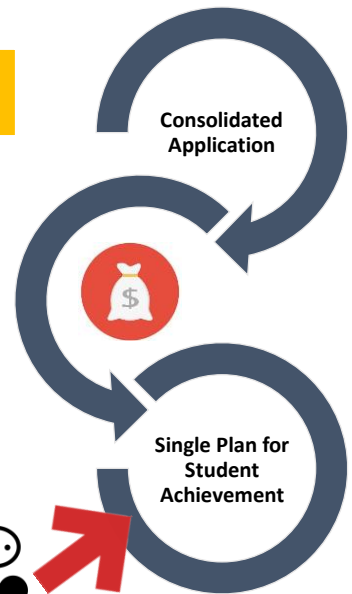 Consolidated
Application
$
Single Plan for
Student
Achievement